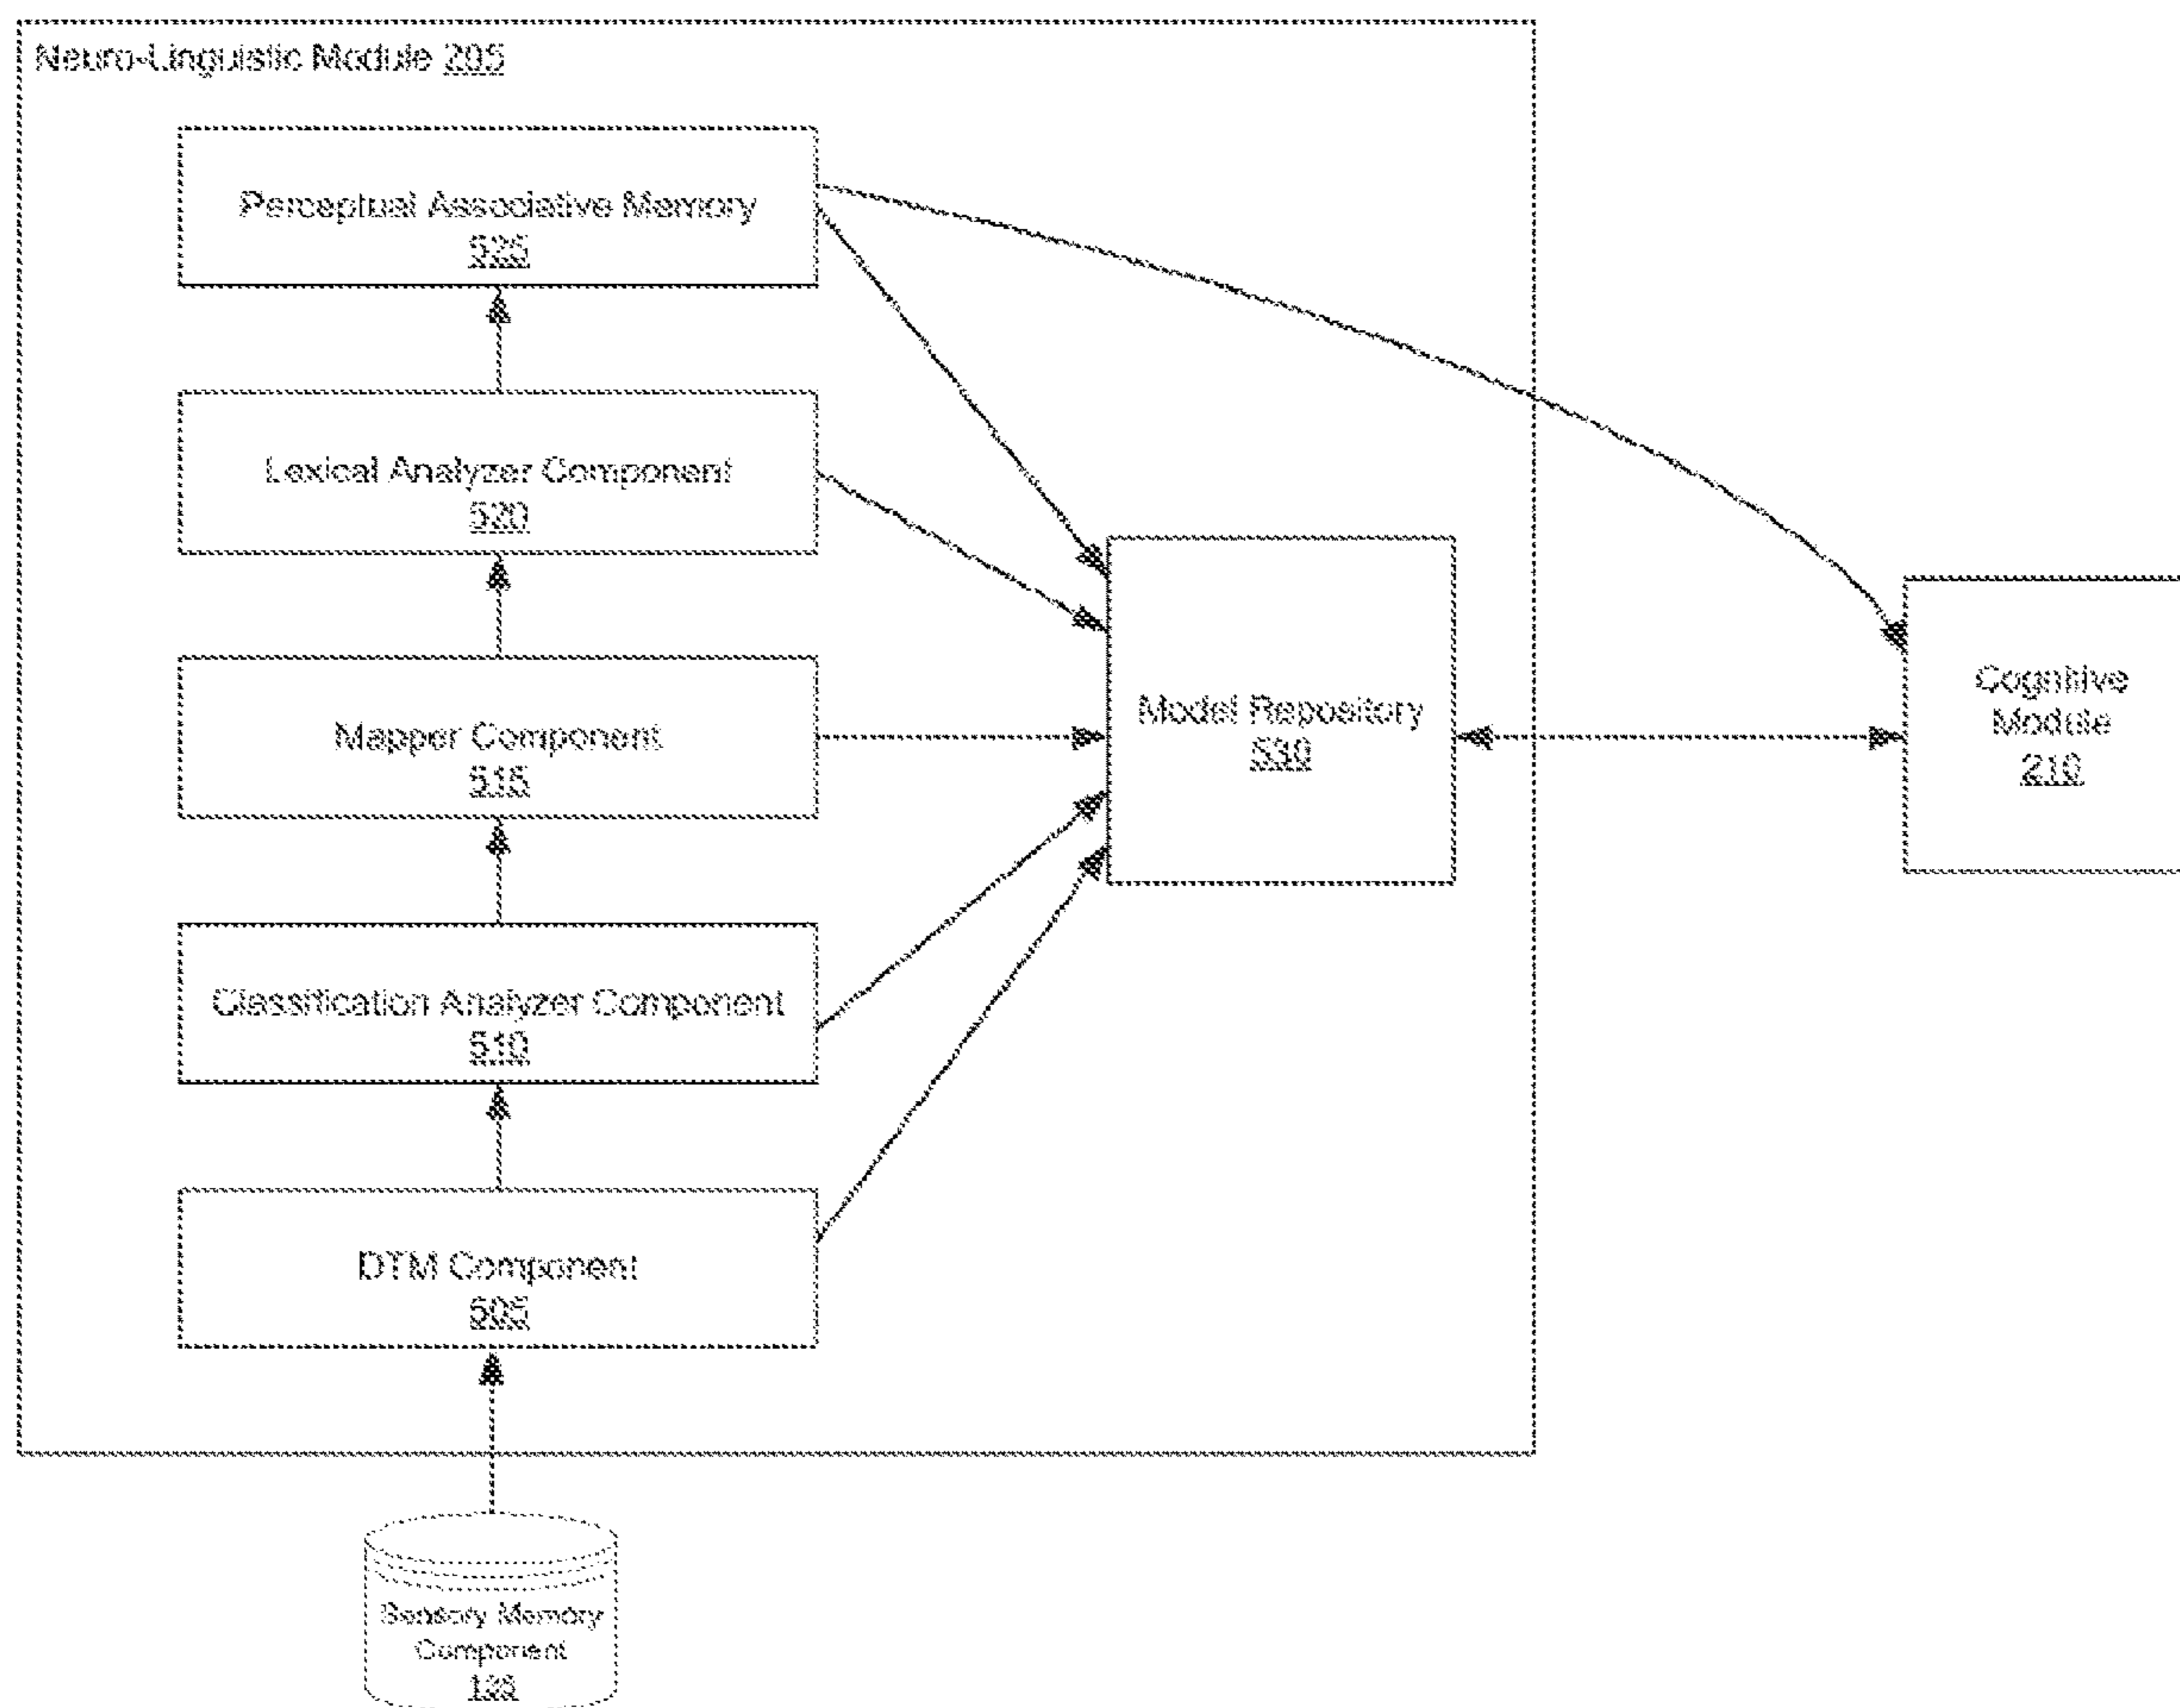 Neuro-Linguistic Module 205
Perceptual Associative Memory
525
Lexical Analyzer Component
520
Mapper Component
515
Model Repository
530
Cognitive
Module
210
Classification Analyzer Component
510
DTM Component
505
Sensory Memory
Component